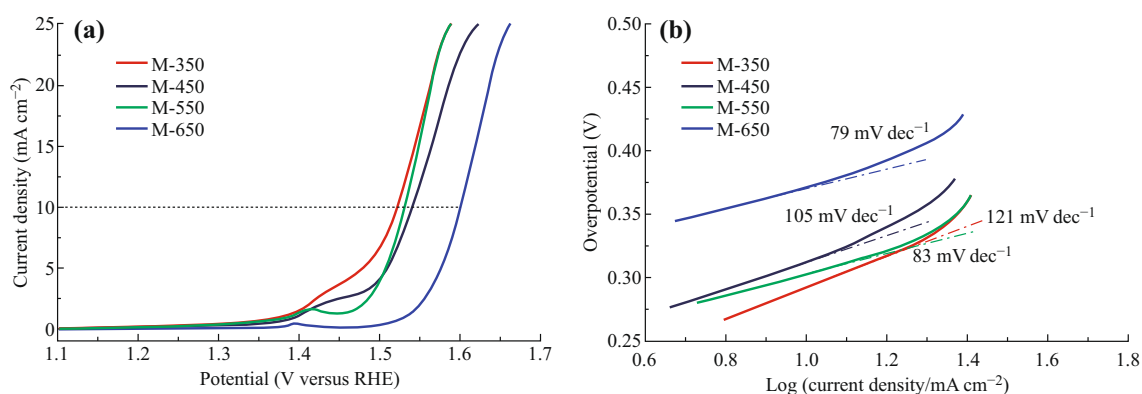 (a)
M-350
M-450
M-550
M-650
25
20
15
10
5
0
Current density (mA cm⁻²)
1.1 1.2 1.3 1.4 1.5 1.6 1.7
Potential (V versus RHE)
(b)
M-350
M-450
M-550
M-650
0.50
0.45
0.40
0.35
0.30
0.25
Overpotential (V)
79 mV dec⁻¹
105 mV dec⁻¹
121 mV dec⁻¹
83 mV dec⁻¹
0.6 0.8 1.0 1.2 1.4 1.6 1.8
Log (current density/mA cm⁻²)